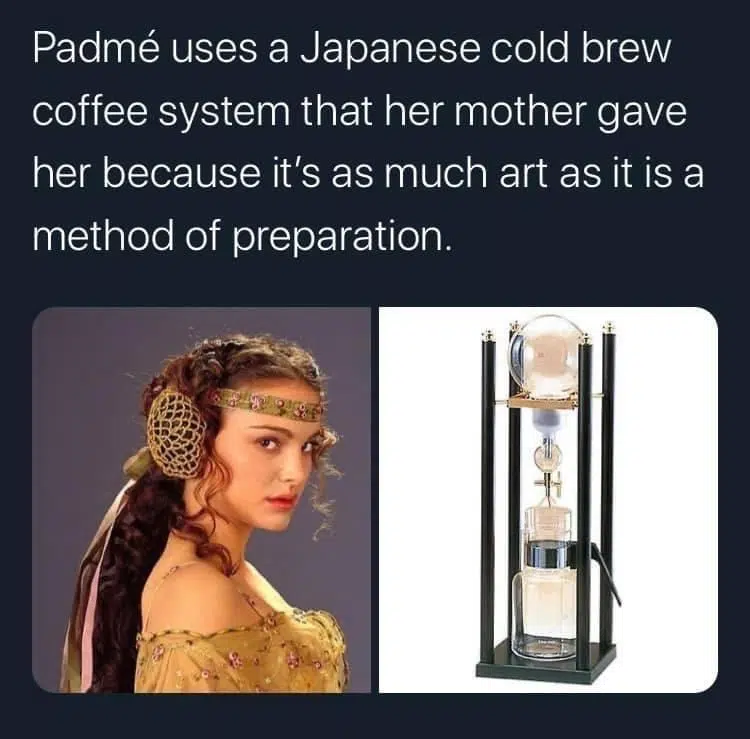 Padmé uses a Japanese cold brew
coffee system that her mother gave
her because it’s as much art as it is a
method of preparation.